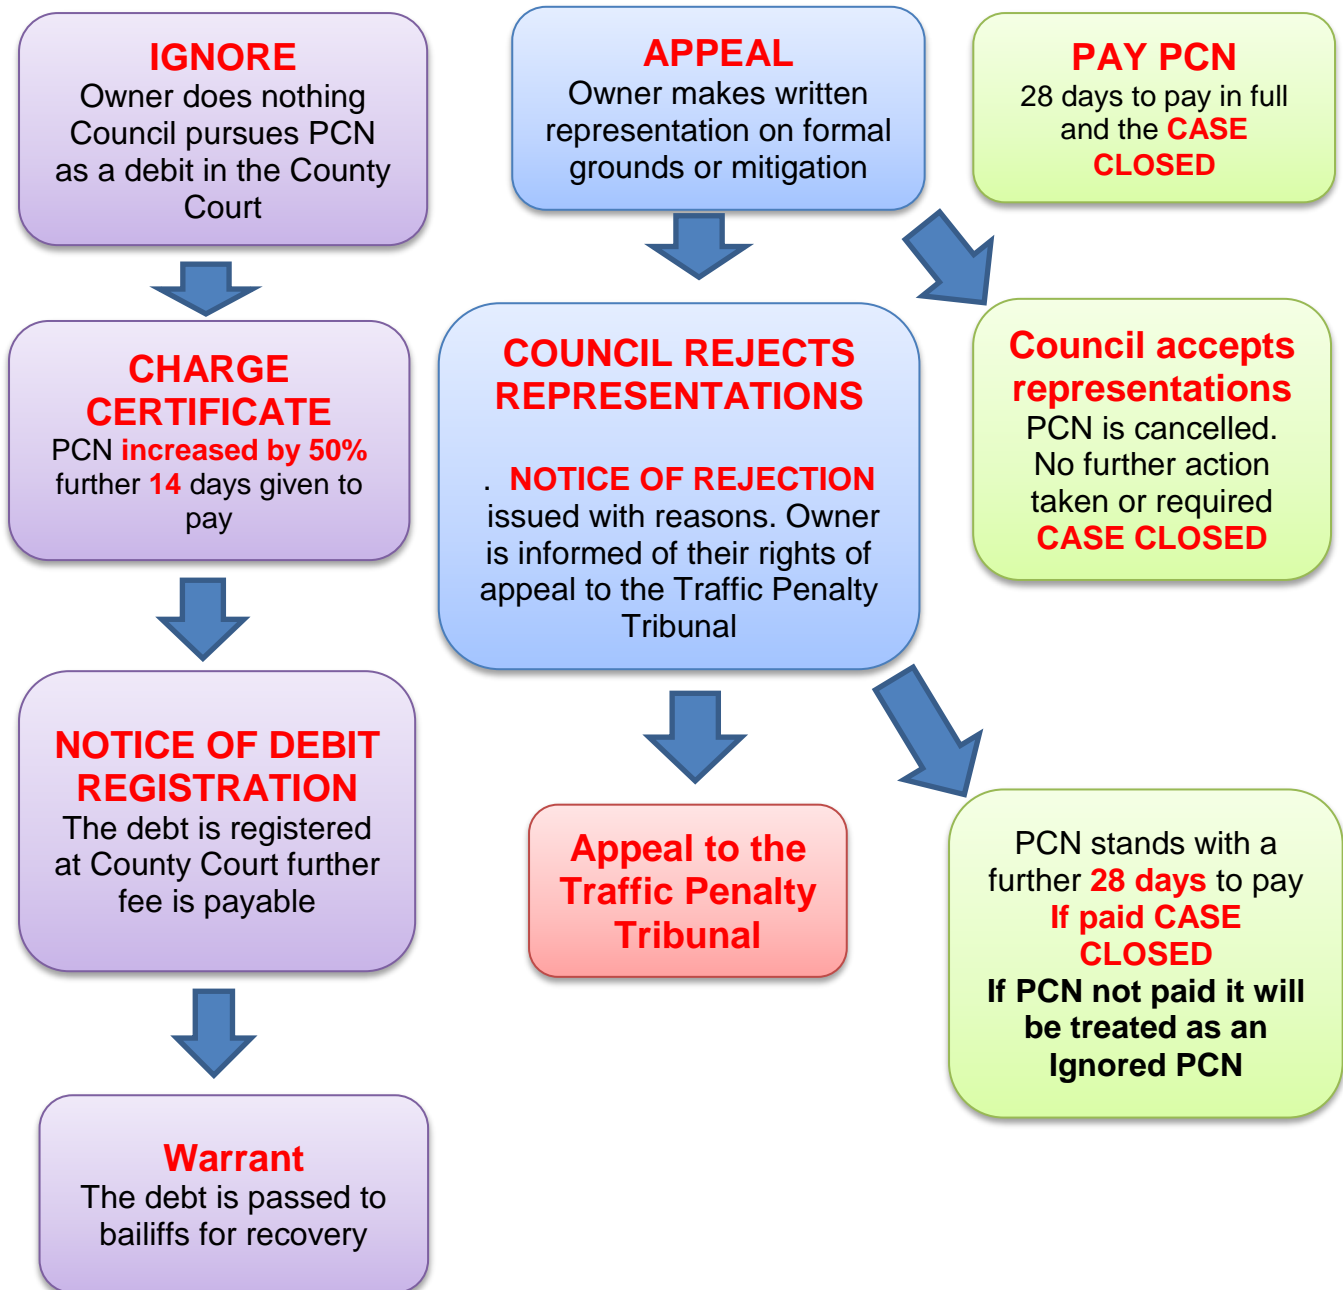 IGNORE
Owner does nothing
Council pursues PCN
as a debit in the County
Court
CHARGE
CERTIFICATE
PCN increased by 50%
further 14 days given to
pay
NOTICE OF DEBIT
REGISTRATION
The debt is registered
at County Court further
fee is payable
Warrant
The debt is passed to
bailiffs for recovery
APPEAL
Owner makes written
representation on formal
grounds or mitigation
COUNCIL REJECTS
REPRESENTATIONS
. NOTICE OF REJECTION
issued with reasons. Owner
is informed of their rights of
appeal to the Traffic Penalty
Tribunal
Appeal to the
Traffic Penalty
Tribunal
PAY PCN
28 days to pay in full
and the CASE
CLOSED
Council accepts
representations
PCN is cancelled.
No further action
taken or required
CASE CLOSED
PCN stands with a
further 28 days to pay
If paid CASE
CLOSED
If PCN not paid it will
be treated as an
Ignored PCN